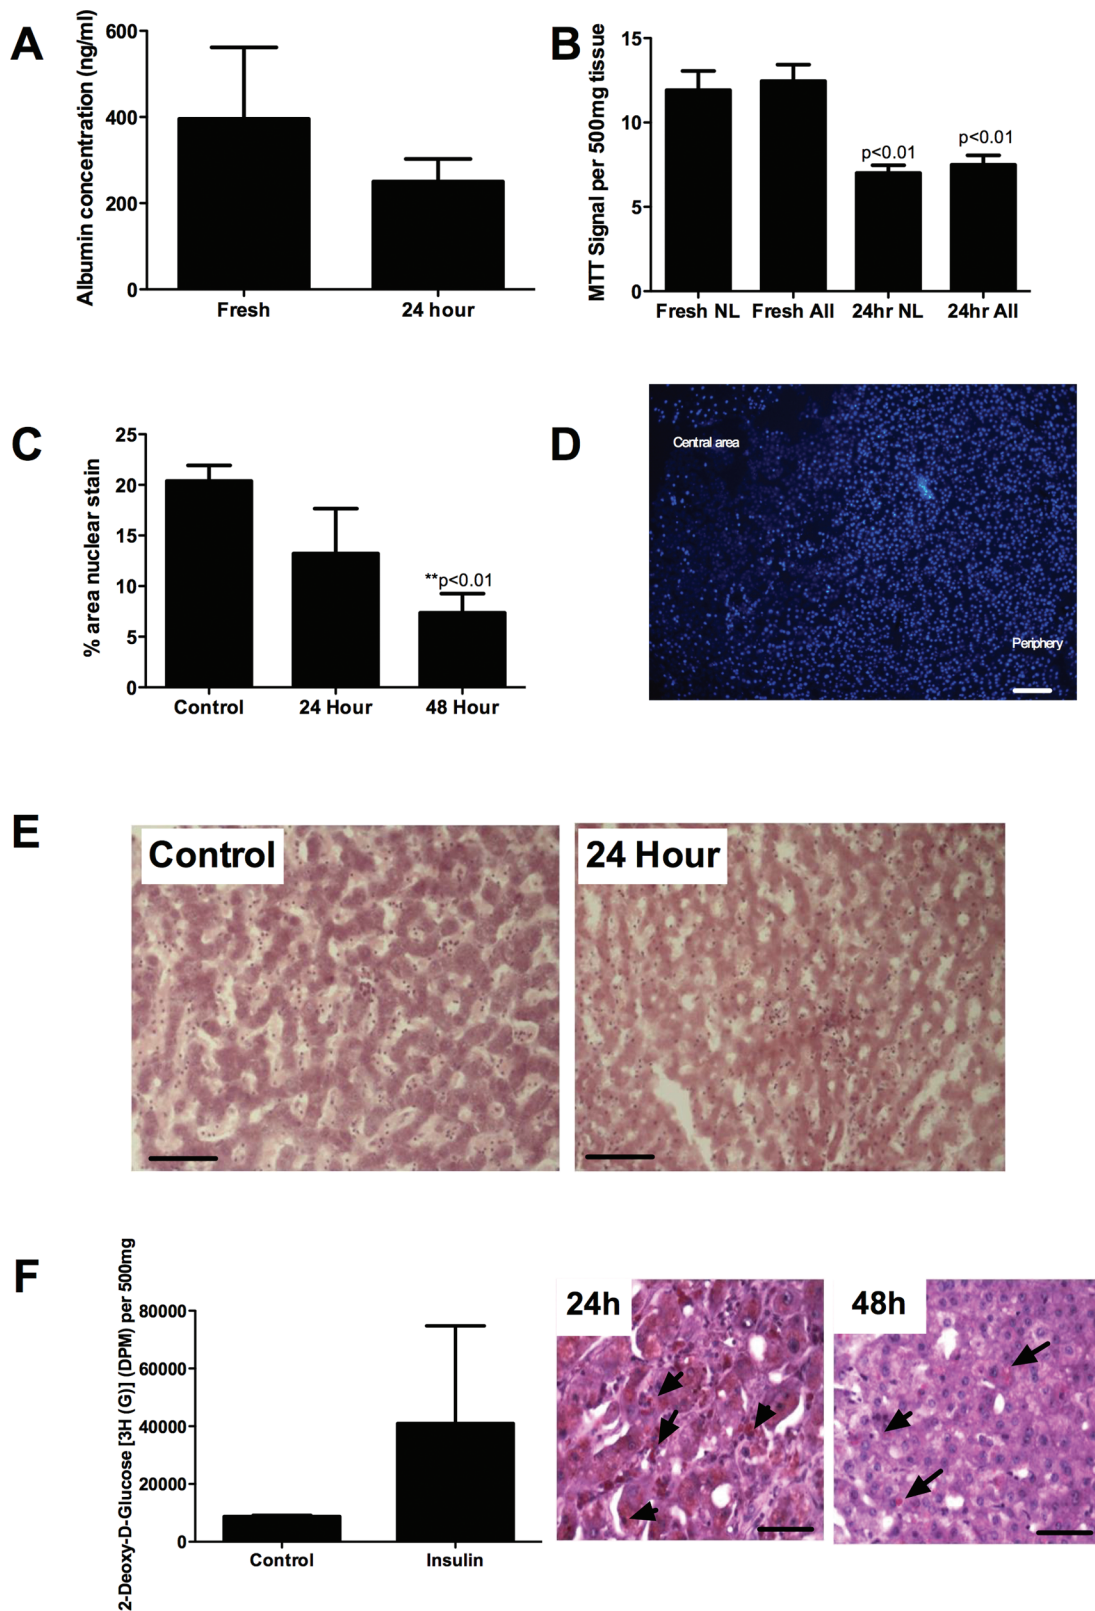 A
Albumin concentration (ng/ml)
600
400
200
0
Fresh
24 hour
B
MTT Signal per 500mg tissue
15
10
5
0
p<0.01
p<0.01
Fresh NL
Fresh All
24hr NL
24hr All
C
% area nuclear stain
25
20
15
10
5
0
**p<0.01
Control
24 Hour
48 Hour
D
Central area
Periphery
E
Control
24 Hour
F
2-Deoxy-D-Glucose [3H (G)] (DPM) per 500mg
80000
60000
40000
20000
0
Control
Insulin
24h
48h